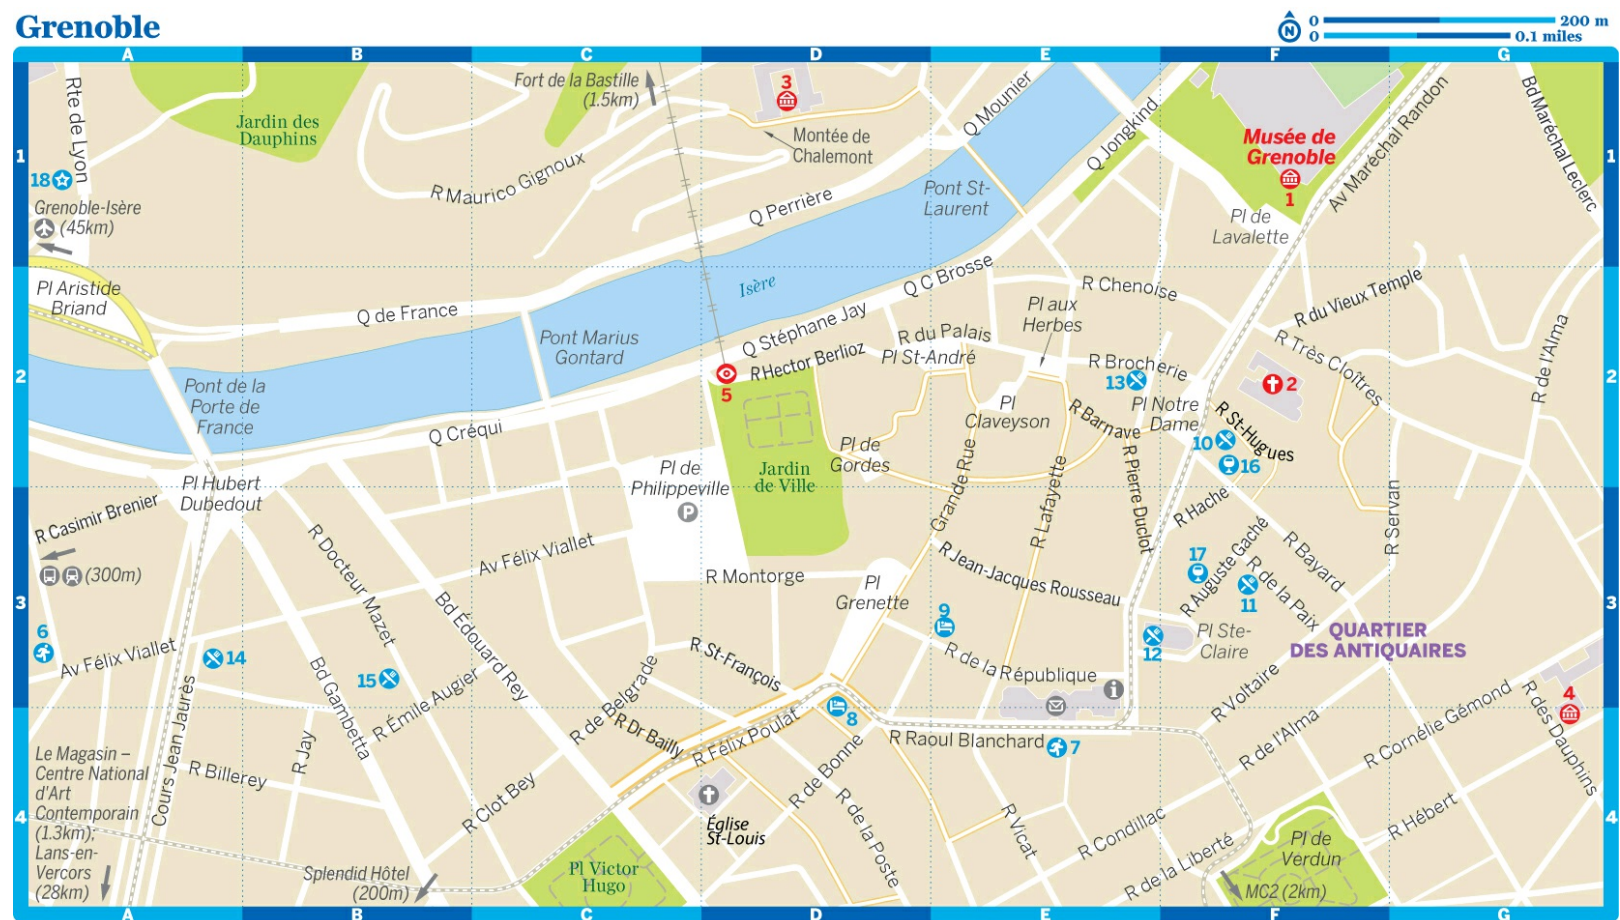 Grenoble
N
0
200 m
0
0.1 miles
A
B
C
D
E
F
G
1
1
Rte de Lyon
Jardin des
Dauphins
Fort de la Bastille
(1.5km)
3
Montée de
Chalemont
Q Mounier
Q Jongkind
Musée de
Grenoble
1
Av Maréchal Randon
Bd Maréchal Leclerc
18
Grenoble-Isère
(45km)
R Maurico Gignoux
Q Perrière
Pont St-
Laurent
Pl de
Lavalette
2
2
Pl Aristide
Briand
Q de France
Isère
Q C Brosse
R Chenoise
Pl aux
Herbes
R du Vieux Temple
Pont Marius
Gontard
Q Stéphane Jay
R du Palais
R Hector Berlioz
Pl St-André
R Brocherie
R Très Cloîtres
R de l'Alma
Pont de la
Porte de
France
5
13
2
Pl
Claveyson
R Barnave
Pl Notre
Dame
R St-Hugues
10
16
Q Créqui
Pl de
Gordes
Pl de
Philippeville
P
Jardin
de Ville
Pl Hubert
Dubedout
Grande Rue
R Lafayette
R Pierre Duclot
R Hache
R Servan
3
3
R Casimir Brenier
(300m)
R Docteur Mazet
Av Félix Viallet
R Montorge
Pl
Grenette
R Jean-Jacques Rousseau
17
R Auguste Gaché
R Bayard
R de la Paix
11
Bd Édouard Rey
9
12
Pl Ste-
Claire
QUARTIER
DES ANTIQUAIRES
6
Av Félix Viallet
14
15
R Émile Augier
Bd Gambetta
R St-François
R de Belgrade
R de la République
i
R Voltaire
4
R des Dauphins
R Cornélie Gémond
4
4
8
R Dr Bailly
R Félix Poulat
R Raoul Blanchard
7
R de l'Alma
Le Magasin –
Centre National
d'Art
Contemporain
(1.3km);
Lans-en-
Vercors
(28km)
Cours Jean Jaurès
R Billerey
R Jay
R Clot Bey
Église
St-Louis
R de Bonne
R de la Poste
R Vicat
R Condillac
R de la Liberté
R Hébert
Pl de
Verdun
MC2 (2km)
Splendid Hôtel
(200m)
Pl Victor
Hugo
A
B
C
D
E
F
G